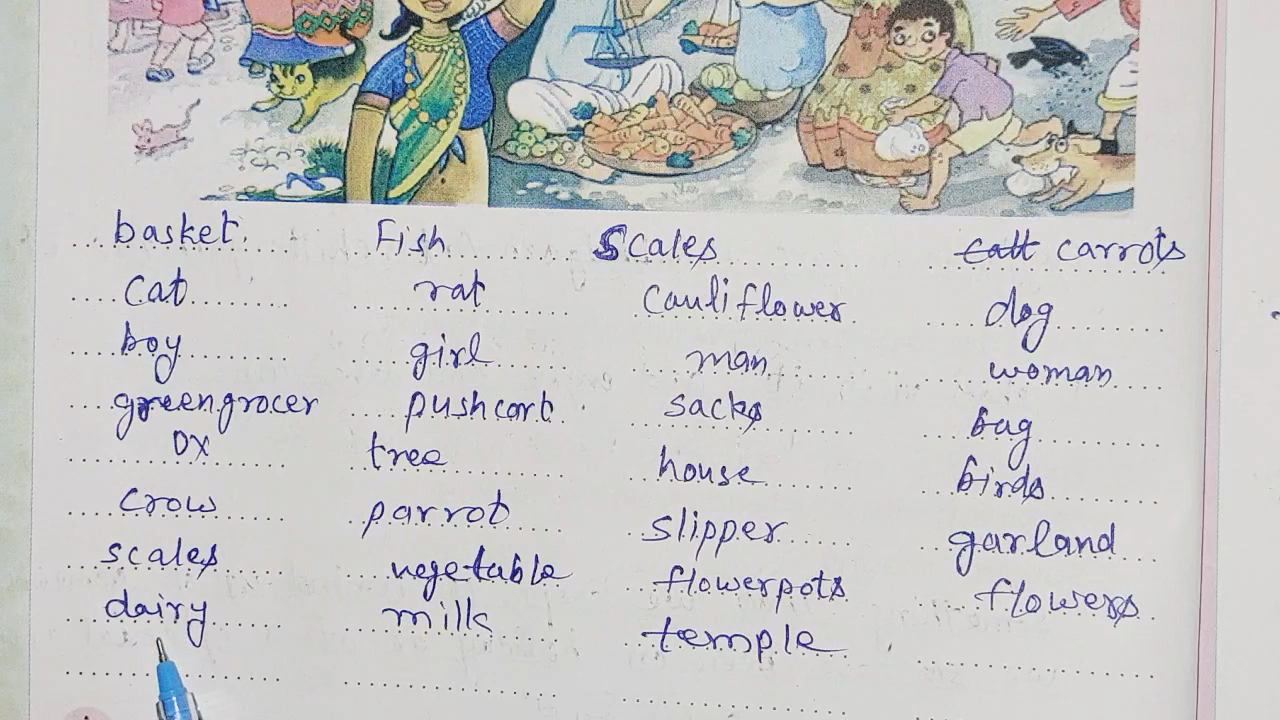 basket. Fish Scales carrots
cat rat cauliflower dog
boy girl man woman
greengrocer pushcart sacks bag
ox tree house birds
crow parrot slipper garland
scales vegetable flowerpots flowers
dairy milk temple